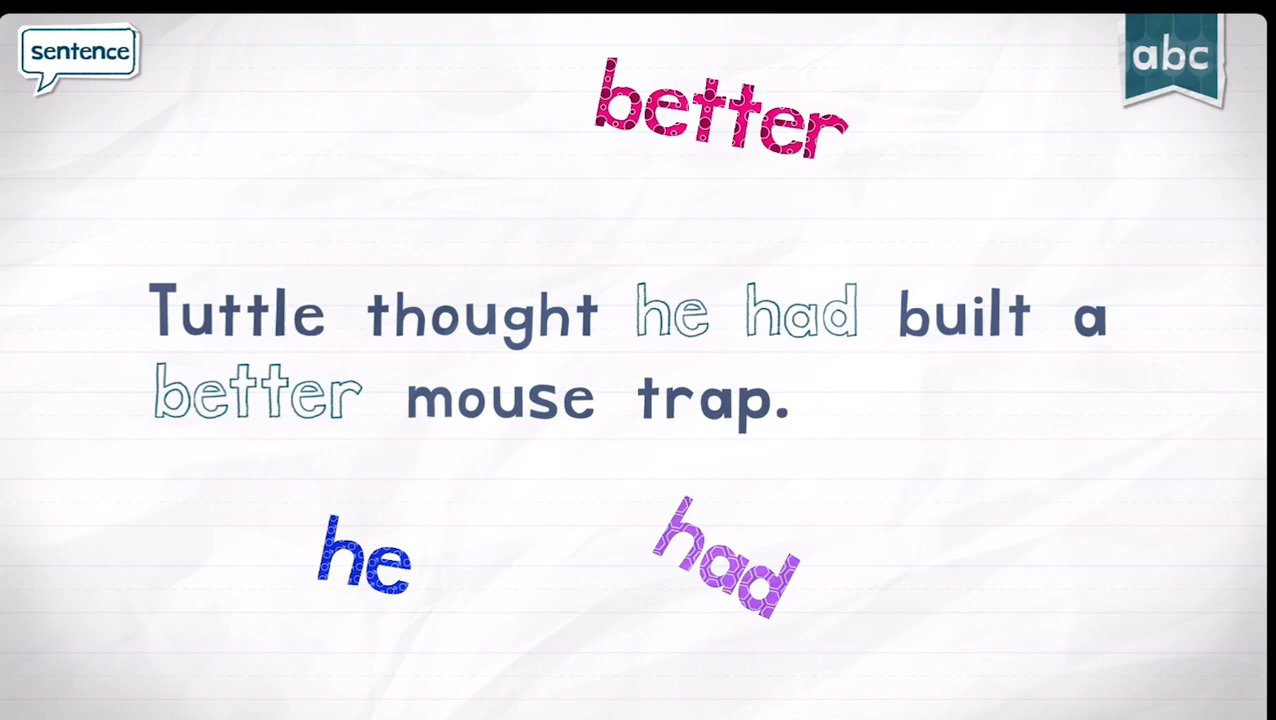 sentence
abc
better
Tuttle thought he had built a
better mouse trap.
he
had